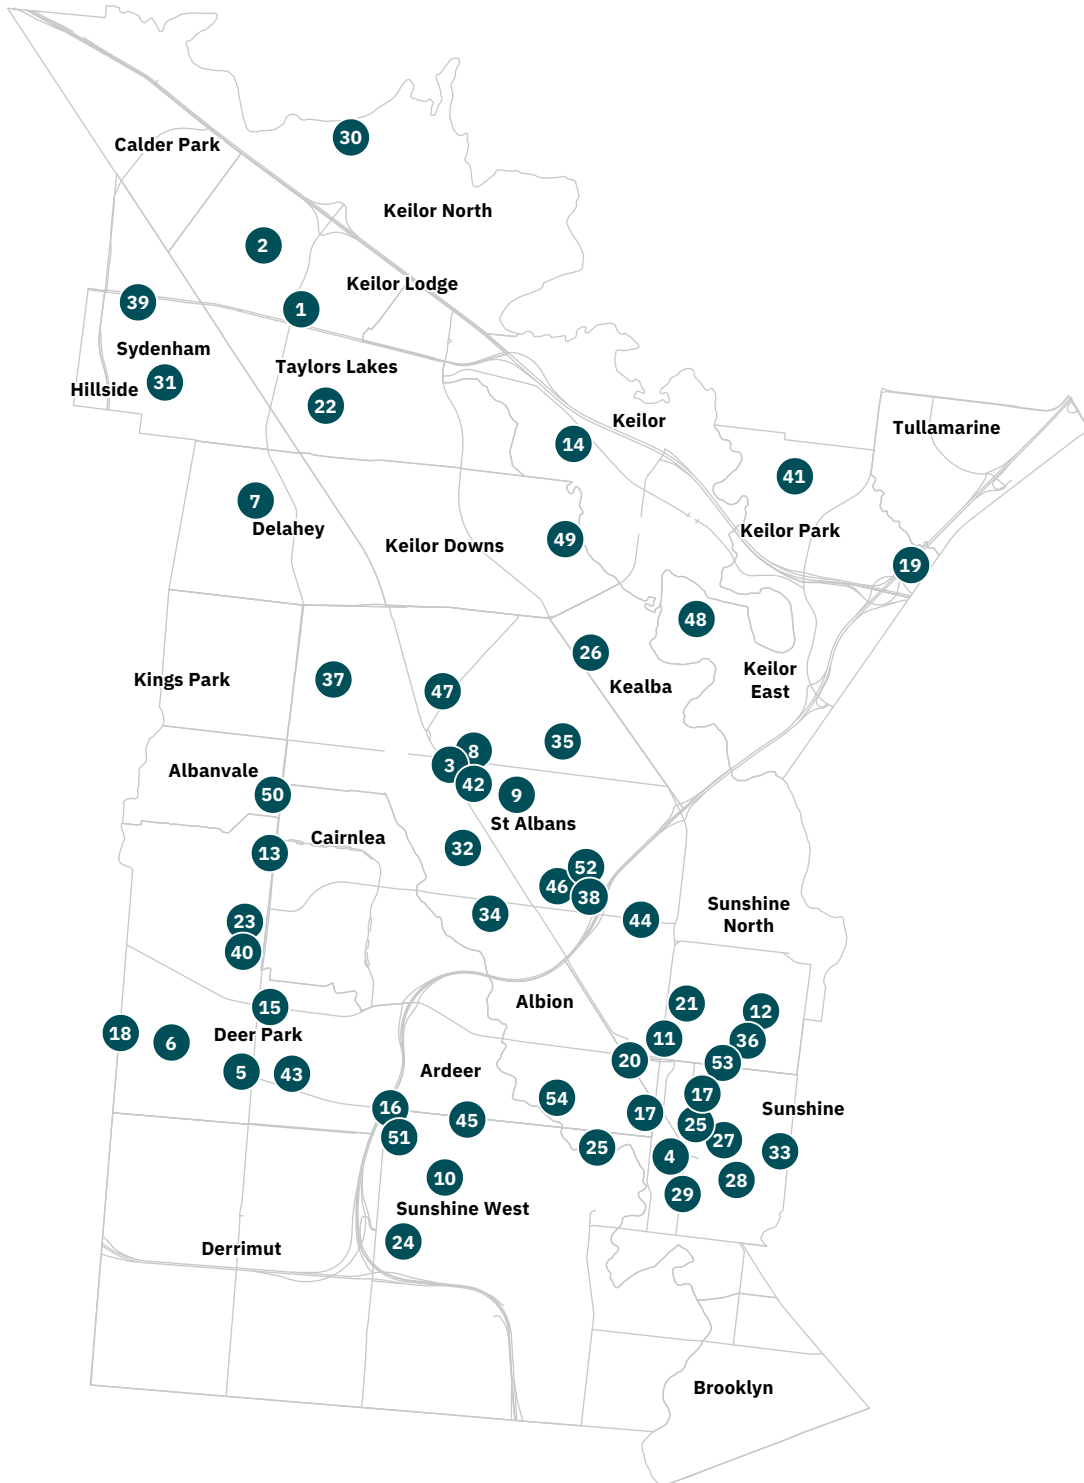 30
Calder Park
Keilor North
2
Keilor Lodge
39
1
Sydenham
Taylors Lakes
31
Hillside
22
Keilor
Tullamarine
14
41
7
Delahey
Keilor Park
49
Keilor Downs
19
48
26
Keilor
East
Kings Park
37
Kealba
47
35
8
3
Albanvale
42
50
9
St Albans
Cairnlea
32
13
52
46
38
Sunshine
North
34
44
23
40
Albion
21
15
12
18
Deer Park
6
11
36
20
53
5
43
Ardeer
17
54
16
Sunshine
17
45
25
51
27
25
33
4
10
28
29
Sunshine West
24
Derrimut
Brooklyn